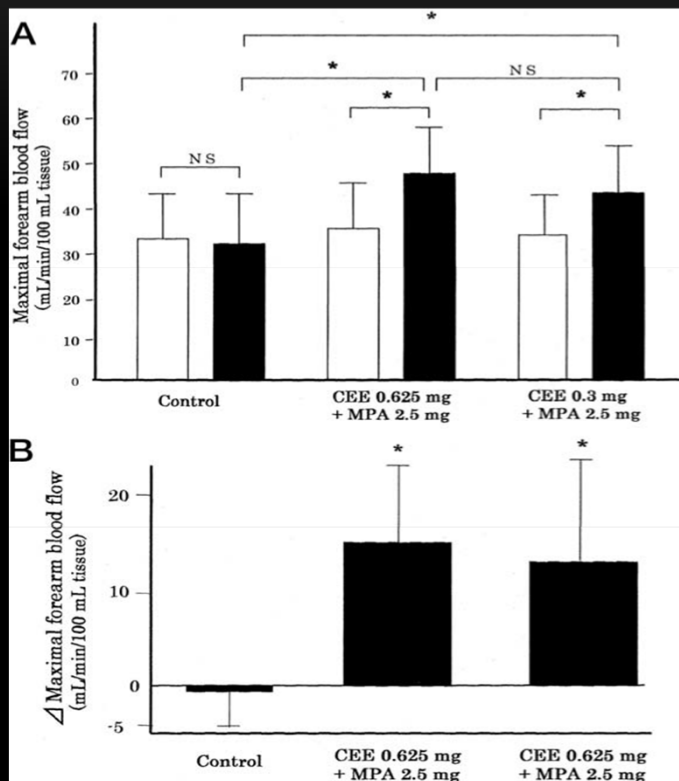 A
Maximal forearm blood flow
(mL/min/100 mL tissue)
70
60
50
40
30
20
10
0
*
*
NS
*
*
NS
Control
CEE 0.625 mg
+ MPA 2.5 mg
CEE 0.3 mg
+ MPA 2.5 mg
B
⊿ Maximal forearm blood flow
(mL/min/100 mL tissue)
20
10
0
-5
*
*
Control
CEE 0.625 mg
+ MPA 2.5 mg
CEE 0.625 mg
+ MPA 2.5 mg